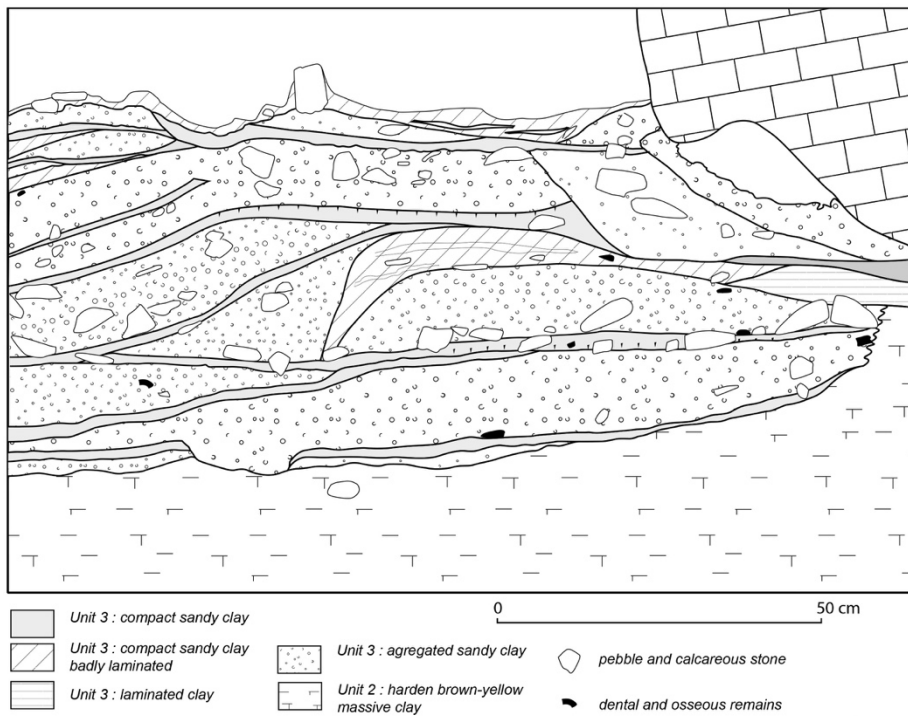 0 50 cm
Unit 3 : compact sandy clay
Unit 3 : compact sandy clay
badly laminated
Unit 3 : laminated clay
Unit 3 : agregated sandy clay
Unit 2 : harden brown-yellow
massive clay
pebble and calcareous stone
dental and osseous remains